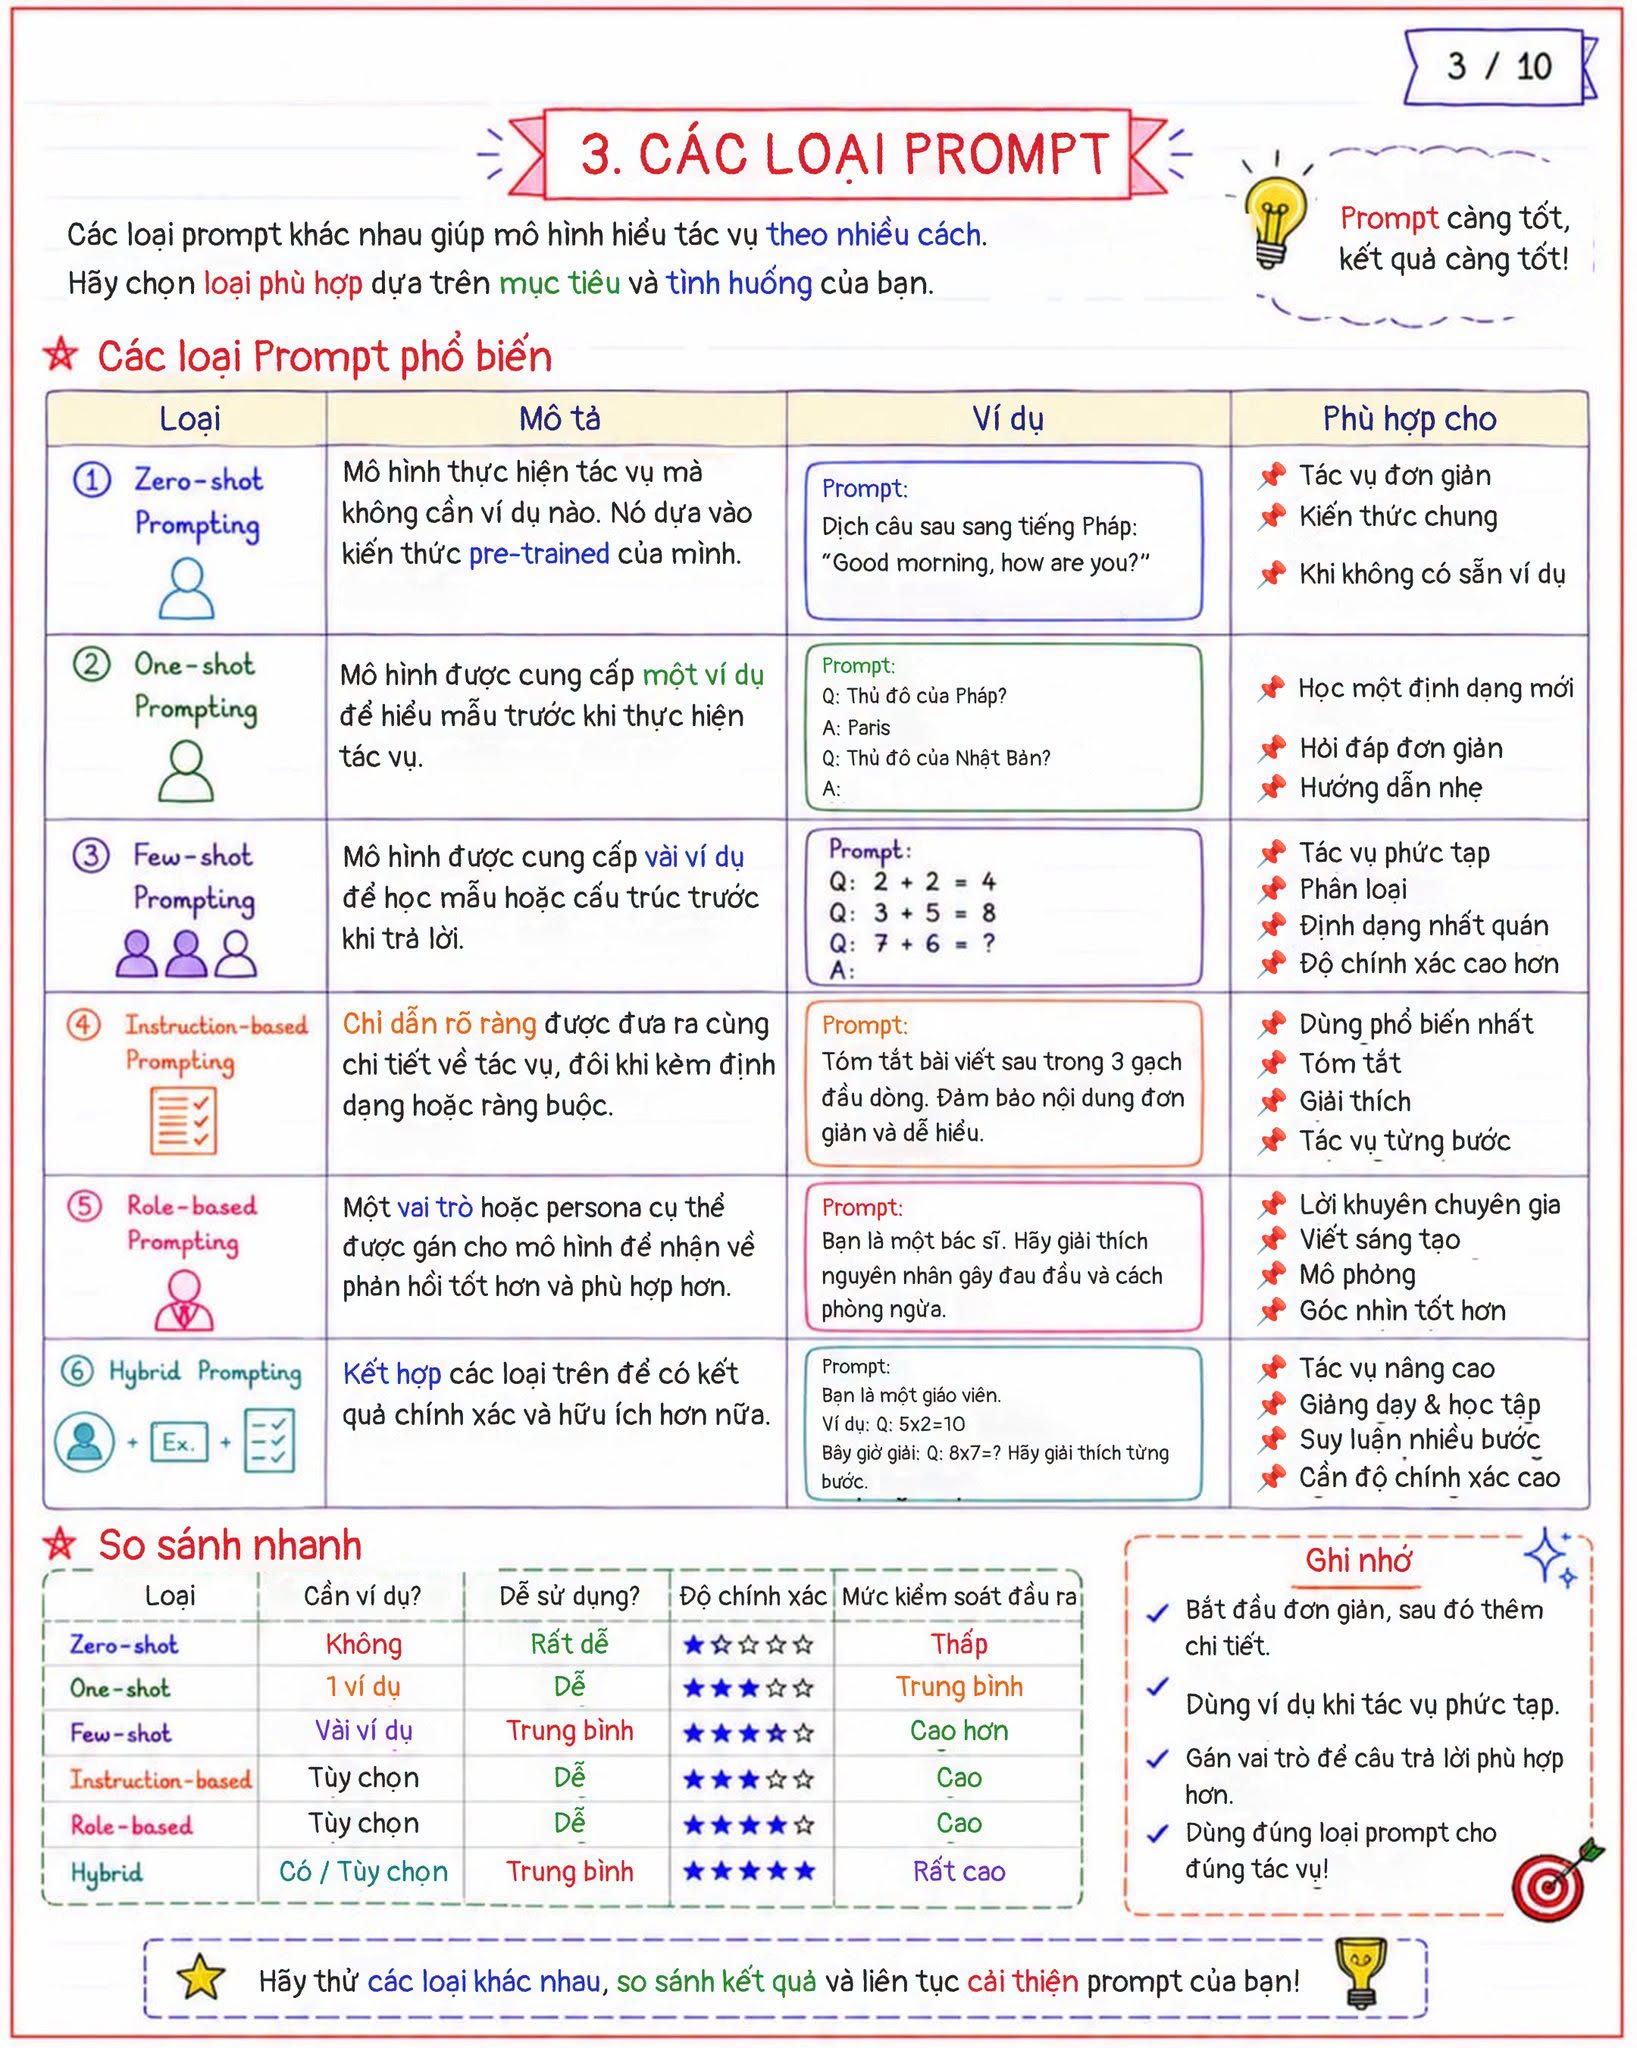 3 / 10
3. CÁC LOẠI PROMPT
Các loại prompt khác nhau giúp mô hình hiểu tác vụ theo nhiều cách.
Hãy chọn loại phù hợp dựa trên mục tiêu và tình huống của bạn.
Prompt càng tốt,
kết quả càng tốt!
Các loại Prompt phổ biến
Loại
Mô tả
Ví dụ
Phù hợp cho
1 Zero-shot
Prompting
Mô hình thực hiện tác vụ mà
không cần ví dụ nào. Nó dựa vào
kiến thức pre-trained của mình.
Prompt:
Dịch câu sau sang tiếng Pháp:
"Good morning, how are you?"
Tác vụ đơn giản
Kiến thức chung
Khi không có sẵn ví dụ
2 One-shot
Prompting
Mô hình được cung cấp một ví dụ
để hiểu mẫu trước khi thực hiện
tác vụ.
Prompt:
Q: Thủ đô của Pháp?
A: Paris
Q: Thủ đô của Nhật Bản?
A:
Học một định dạng mới
Hỏi đáp đơn giản
Hướng dẫn nhẹ
3 Few-shot
Prompting
Mô hình được cung cấp vài ví dụ
để học mẫu hoặc cấu trúc trước
khi trả lời.
Prompt:
Q: 2 + 2 = 4
Q: 3 + 5 = 8
Q: 7 + 6 = ?
A:
Tác vụ phức tạp
Phân loại
Định dạng nhất quán
Độ chính xác cao hơn
4 Instruction-based
Prompting
Chỉ dẫn rõ ràng được đưa ra cùng
chi tiết về tác vụ, đôi khi kèm định
dạng hoặc ràng buộc.
Prompt:
Tóm tắt bài viết sau trong 3 gạch
đầu dòng. Đảm bảo nội dung đơn
giản và dễ hiểu.
Dùng phổ biến nhất
Tóm tắt
Giải thích
Tác vụ từng bước
5 Role-based
Prompting
Một vai trò hoặc persona cụ thể
được gán cho mô hình để nhận về
phản hồi tốt hơn và phù hợp hơn.
Prompt:
Bạn là một bác sĩ. Hãy giải thích
nguyên nhân gây đau đầu và cách
phòng ngừa.
Lời khuyên chuyên gia
Viết sáng tạo
Mô phỏng
Góc nhìn tốt hơn
6 Hybrid Prompting
+ Ex. +
Kết hợp các loại trên để có kết
quả chính xác và hữu ích hơn nữa.
Prompt:
Bạn là một giáo viên.
Ví dụ: Q: 5x2=10
Bây giờ giải: Q: 8x7=? Hãy giải thích từng
bước.
Tác vụ nâng cao
Giảng dạy & học tập
Suy luận nhiều bước
Cần độ chính xác cao
So sánh nhanh
Loại
Cần ví dụ?
Dễ sử dụng?
Độ chính xác
Mức kiểm soát đầu ra
Zero-shot
Không
Rất dễ
Thấp
One-shot
1 ví dụ
Dễ
Trung bình
Few-shot
Vài ví dụ
Trung bình
Cao hơn
Instruction-based
Tùy chọn
Dễ
Cao
Role-based
Tùy chọn
Dễ
Cao
Hybrid
Có / Tùy chọn
Trung bình
Rất cao
Ghi nhớ
Bắt đầu đơn giản, sau đó thêm
chi tiết.
Dùng ví dụ khi tác vụ phức tạp.
Gán vai trò để câu trả lời phù hợp
hơn.
Dùng đúng loại prompt cho
đúng tác vụ!
Hãy thử các loại khác nhau, so sánh kết quả và liên tục cải thiện prompt của bạn!